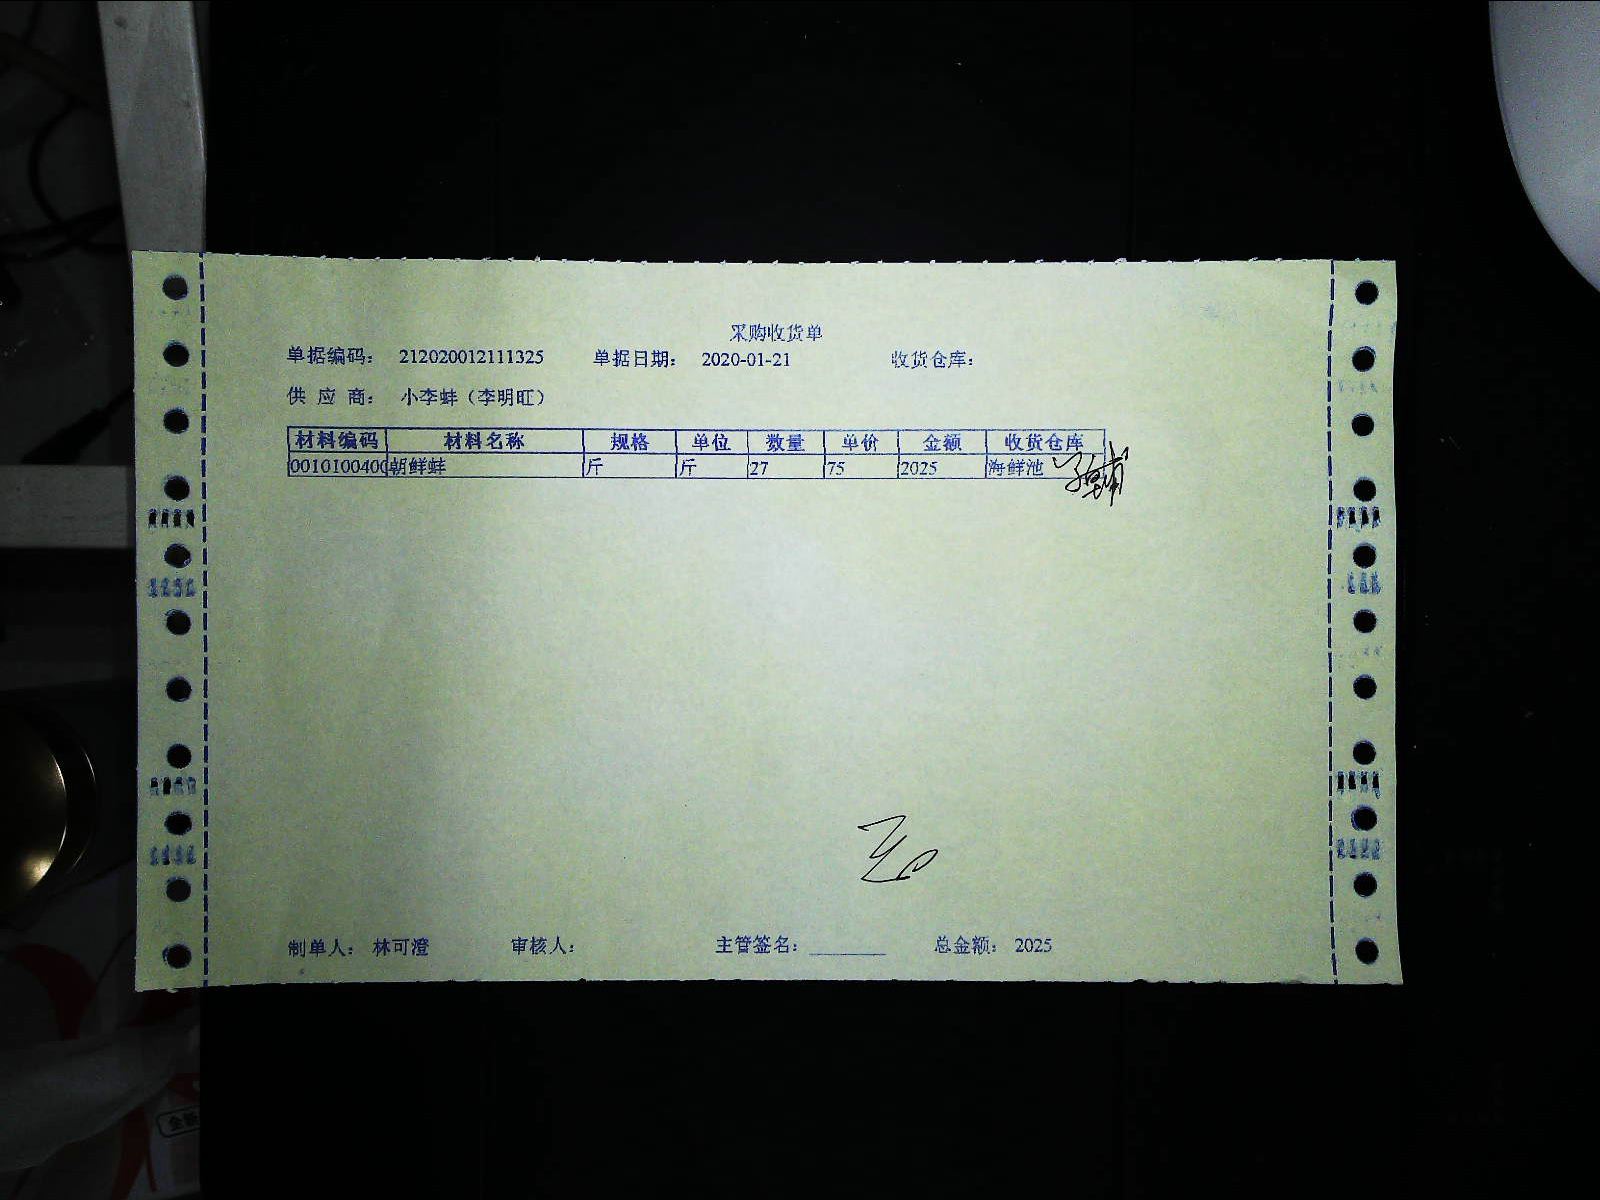 采购收货单
单据编码： 212020012111325 单据日期： 2020-01-21 收货仓库：
供 应 商： 小李蚌（李明旺）
材料编码 材料名称 规格 单位 数量 单价 金额 收货仓库
0010100400 朝鲜蚌 斤 斤 27 75 2025 海鲜池
制单人： 林可澄 审核人： 主管签名： 总金额： 2025